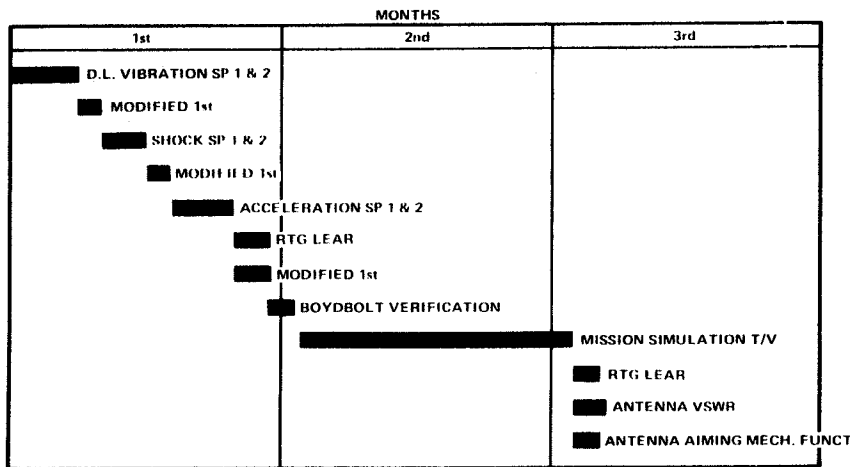 MONTHS
1st 2nd 3rd
D.L. VIBRATION SP 1 & 2
MODIFIED 1st
SHOCK SP 1 & 2
MODIFIED 1st
ACCELERATION SP 1 & 2
RTG LEAR
MODIFIED 1st
BOYDBOLT VERIFICATION
MISSION SIMULATION T/V
RTG LEAR
ANTENNA VSWR
ANTENNA AIMING MECH. FUNCT